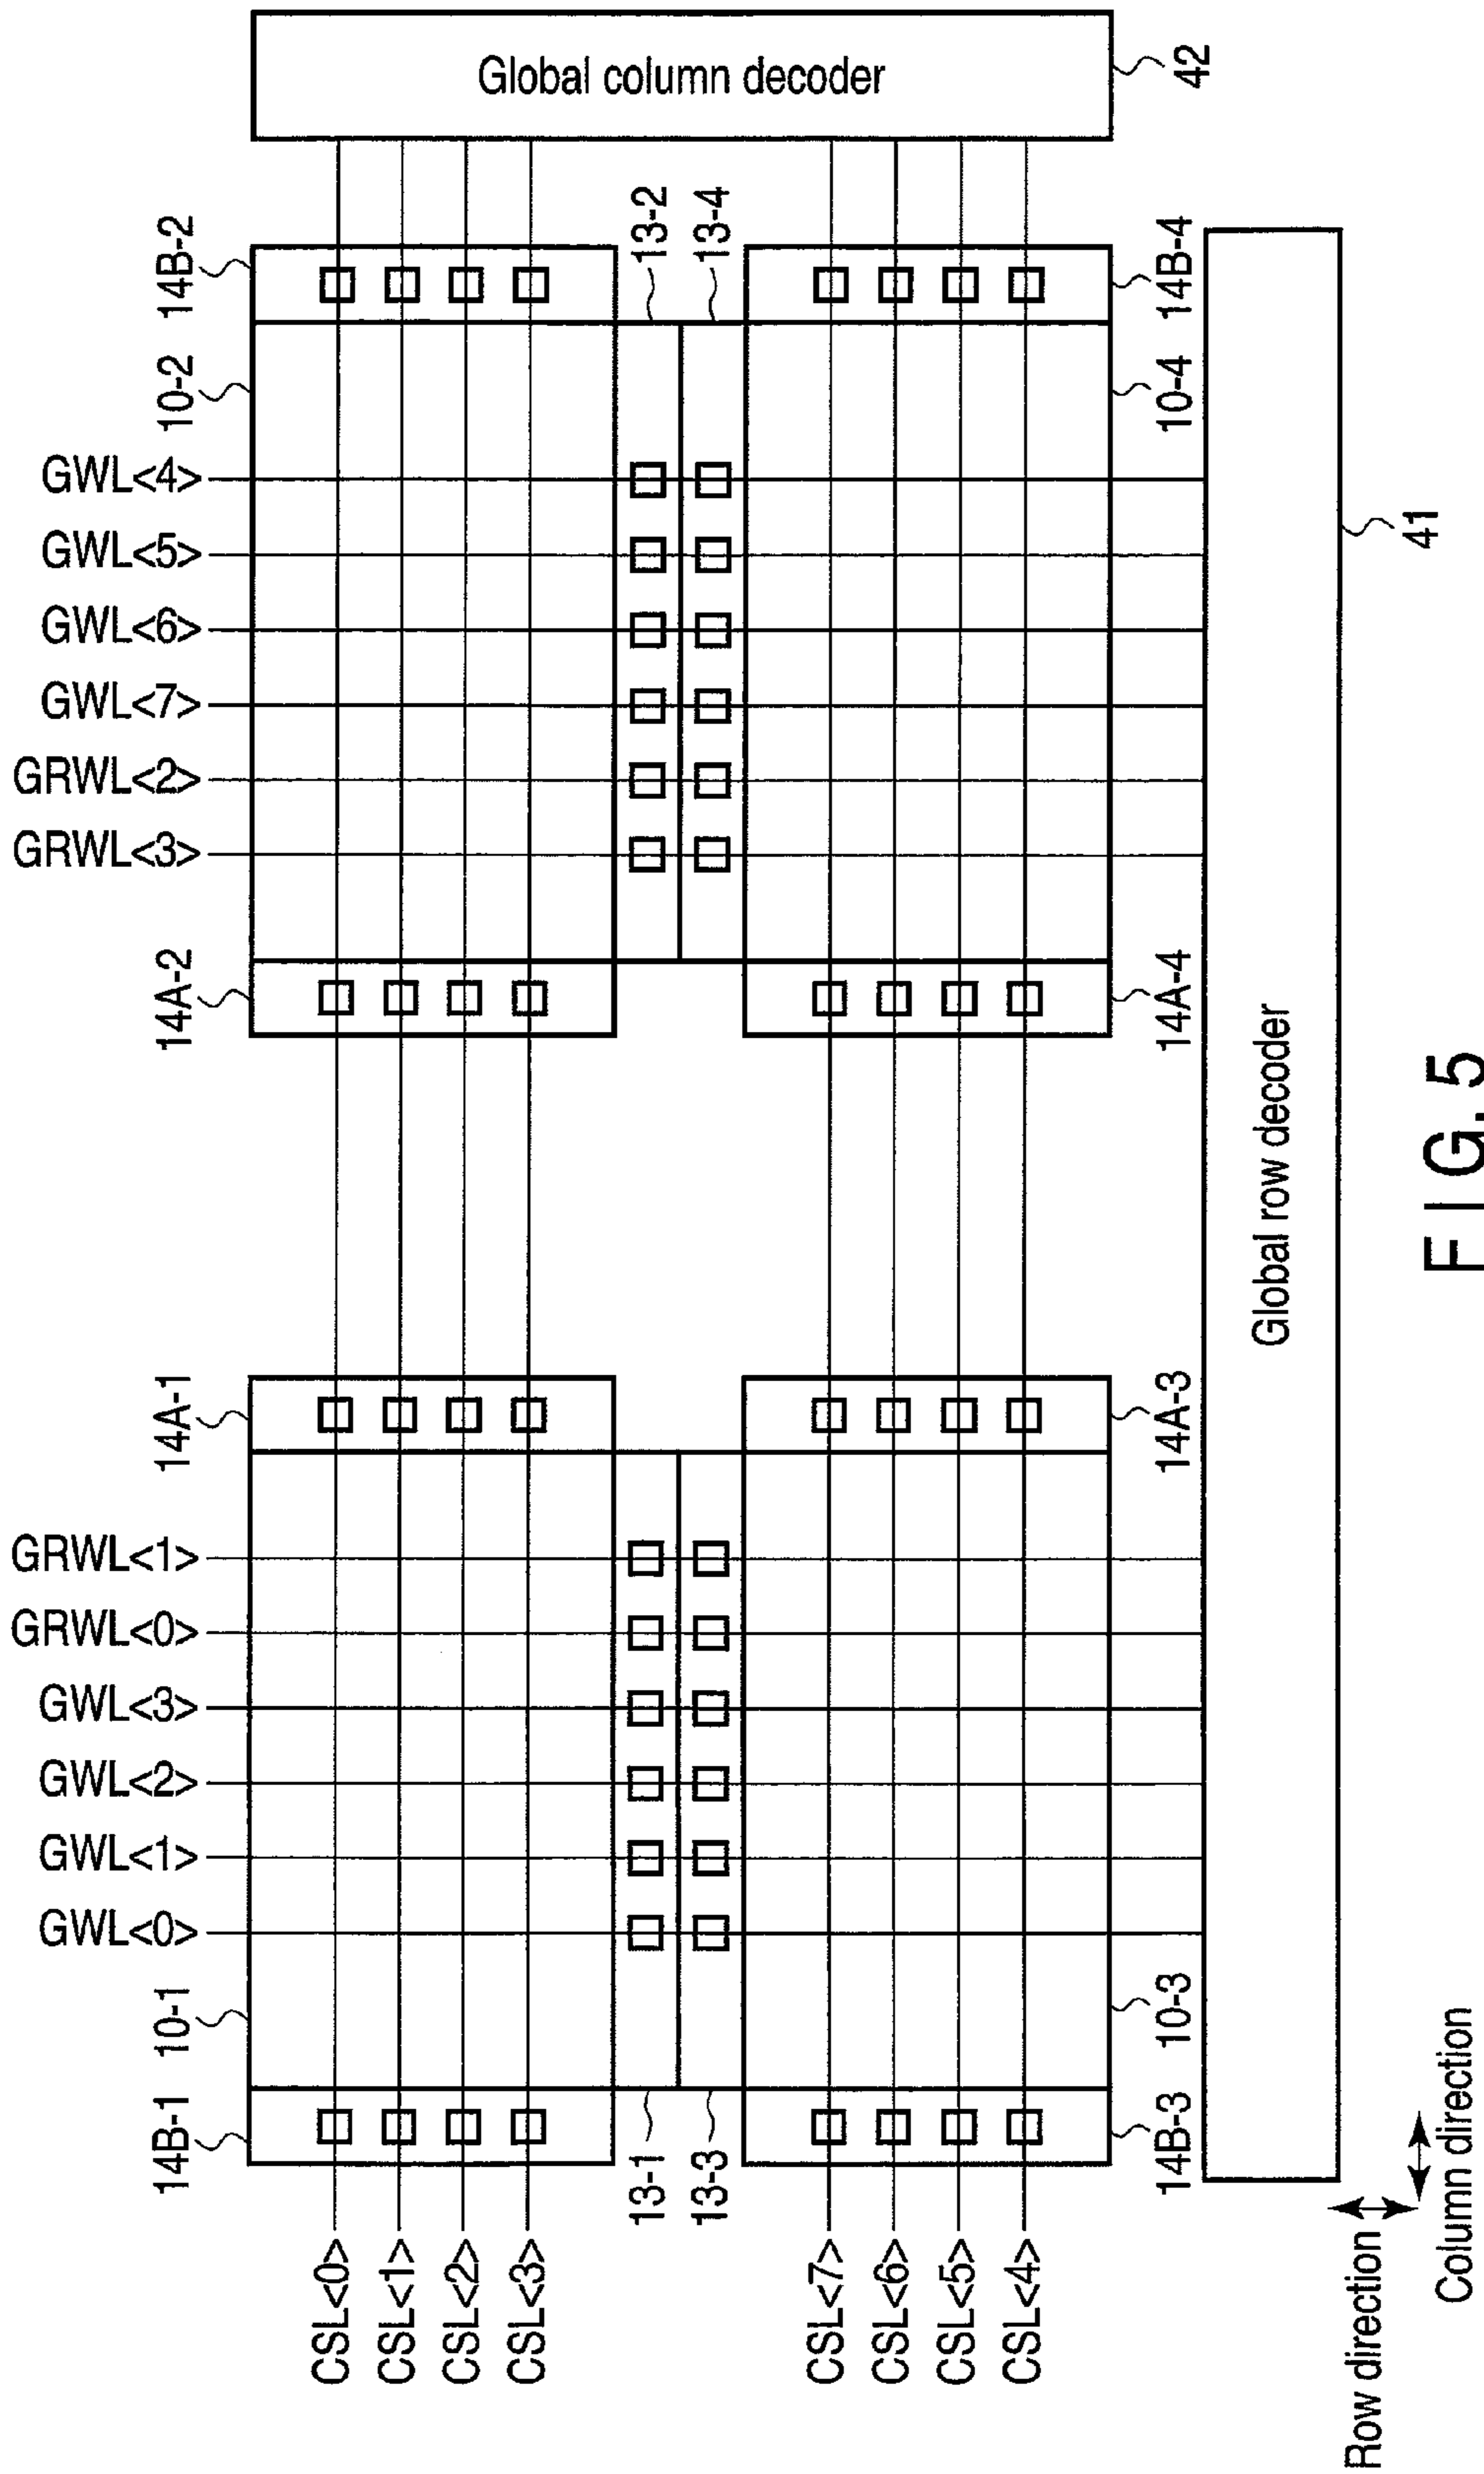 Global column decoder
42
14B-2
10-2
13-2
13-4
14B-4
10-4
GWL<4>
GWL<5>
GWL<6>
GWL<7>
GRWL<2>
GRWL<3>
41
14A-2
14A-4
Global row decoder
FIG. 5
14A-1
14A-3
GRWL<1>
GRWL<0>
GWL<3>
GWL<2>
GWL<1>
GWL<0>
10-1
10-3
14B-1
13-1
13-3
14B-3
CSL<0>
CSL<1>
CSL<2>
CSL<3>
CSL<7>
CSL<6>
CSL<5>
CSL<4>
Row direction
Column direction